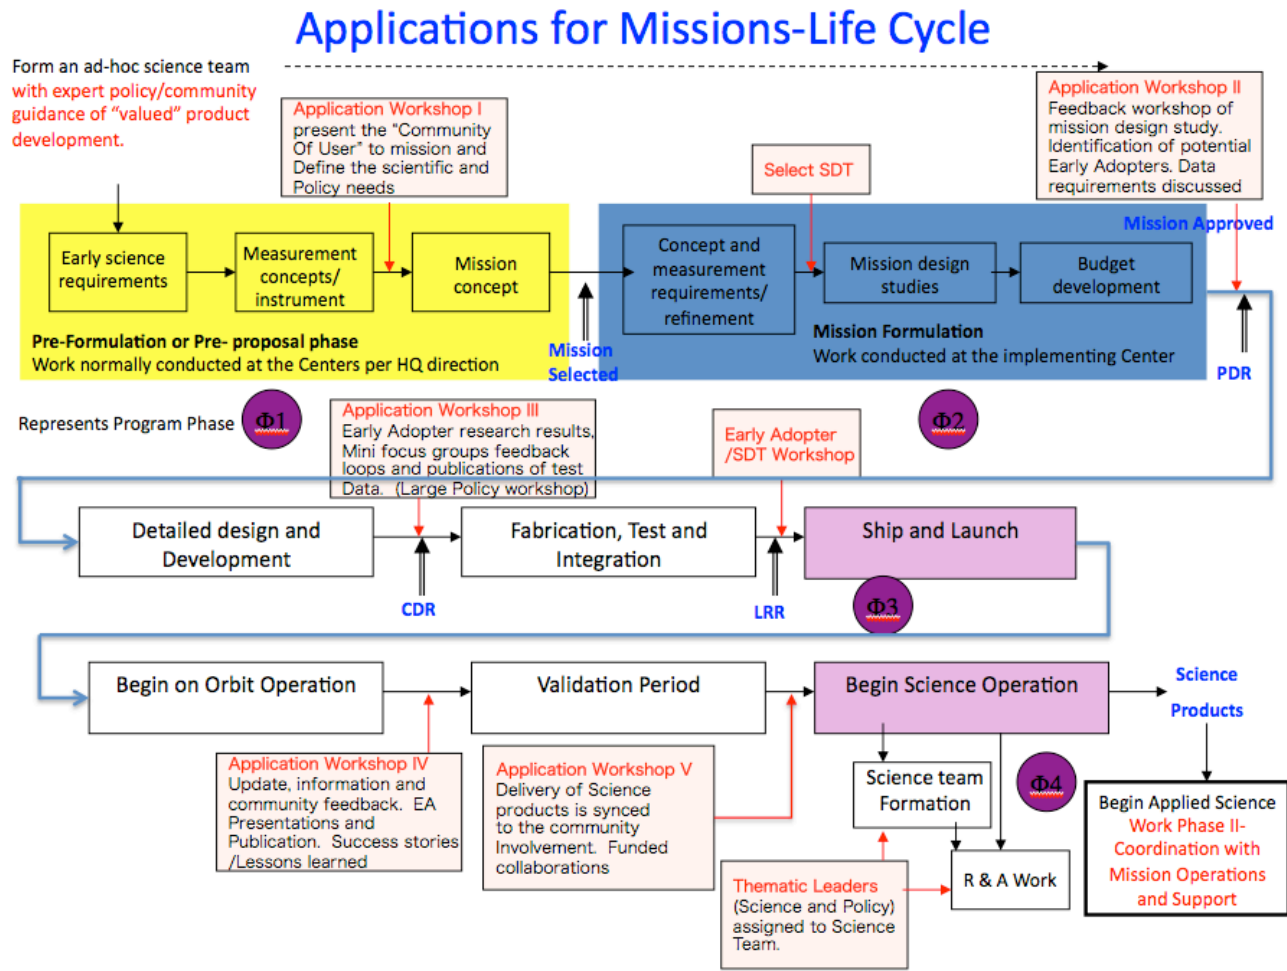 Applications for Missions-Life Cycle
Form an ad-hoc science team
with expert policy/community
guidance of “valued” product
development.
Application Workshop I
present the “Community
Of User” to mission and
Define the scientific and
Policy needs
Select SDT
Application Workshop II
Feedback workshop of
mission design study.
Identification of potential
Early Adopters. Data
requirements discussed
Mission Approved
Early science
requirements
Measurement
concepts/
instrument
Mission
concept
Concept and
measurement
requirements/
refinement
Mission design
studies
Budget
development
Pre-Formulation or Pre- proposal phase
Work normally conducted at the Centers per HQ direction
Mission
Selected
Mission Formulation
Work conducted at the implementing Center
PDR
Represents Program Phase
Φ1
Φ2
Application Workshop III
Early Adopter research results,
Mini focus groups feedback
loops and publications of test
Data. (Large Policy workshop)
Early Adopter
/SDT Workshop
Detailed design and
Development
Fabrication, Test and
Integration
Ship and Launch
CDR
LRR
Φ3
Begin on Orbit Operation
Validation Period
Begin Science Operation
Science
Products
Application Workshop IV
Update, information and
community feedback. EA
Presentations and
Publication. Success stories
/Lessons learned
Application Workshop V
Delivery of Science
products is synced
to the community
Involvement. Funded
collaborations
Science team
Formation
Φ4
Thematic Leaders
(Science and Policy)
assigned to Science
Team.
R & A Work
Begin Applied Science
Work Phase II-
Coordination with
Mission Operations
and Support